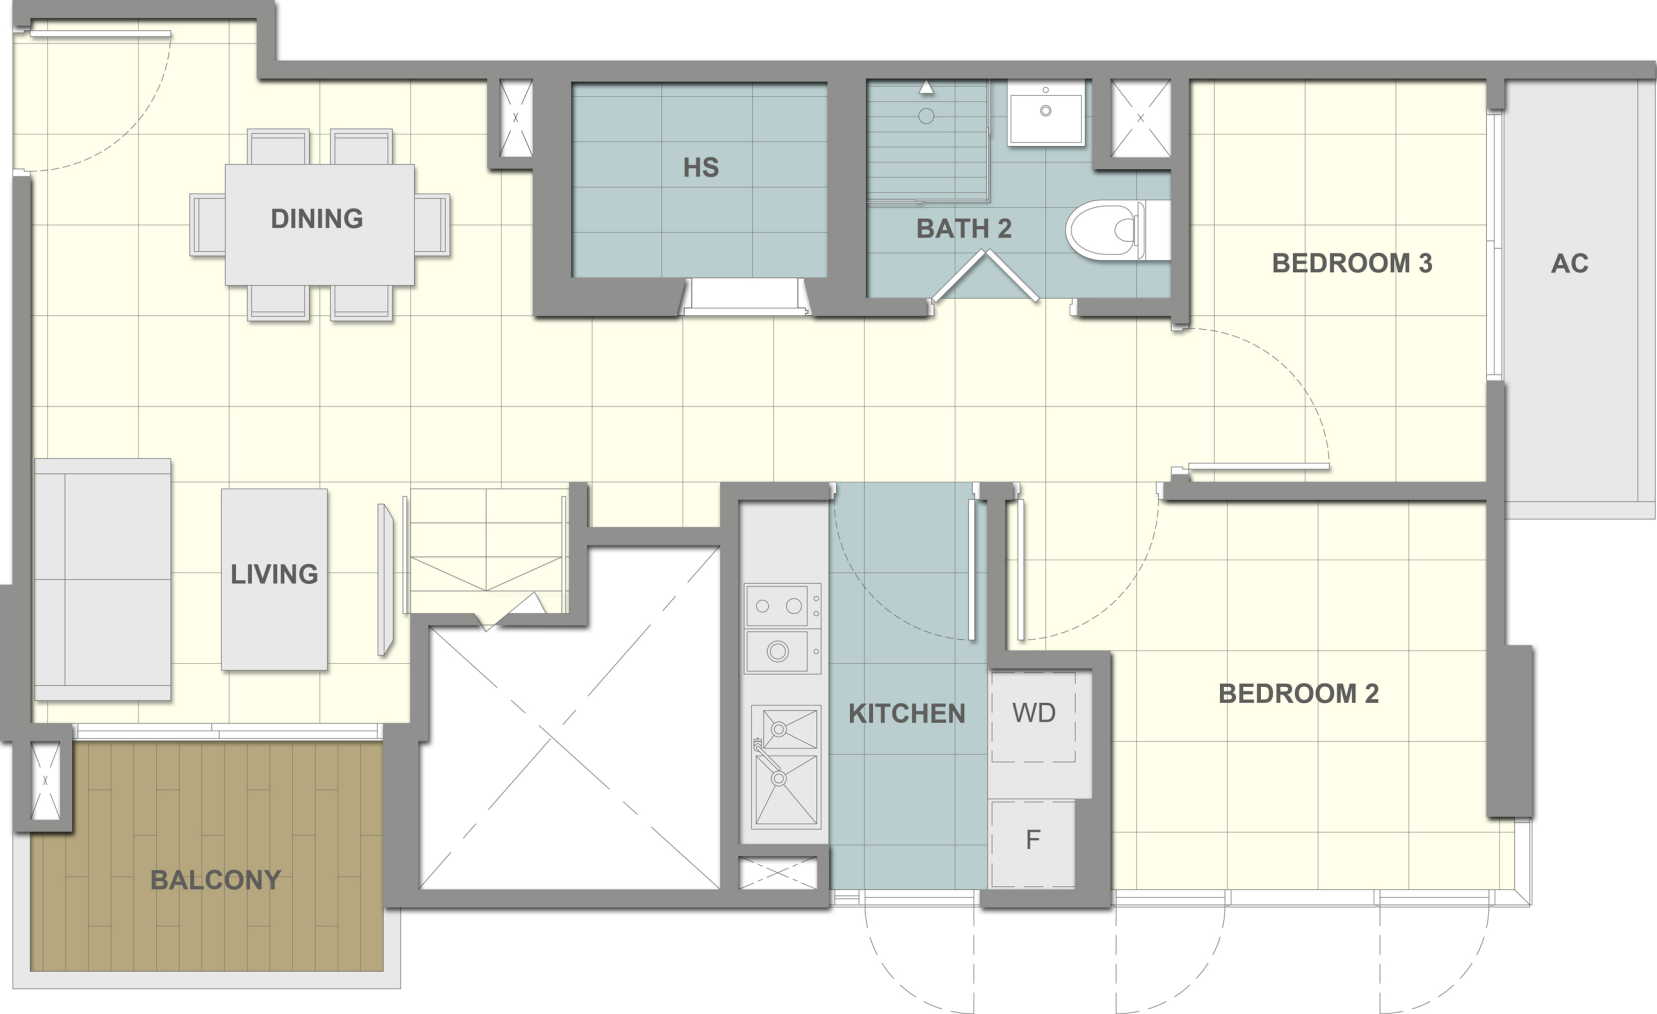 HS
DINING
BATH 2
BEDROOM 3
AC
LIVING
BEDROOM 2
KITCHEN
WD
F
BALCONY